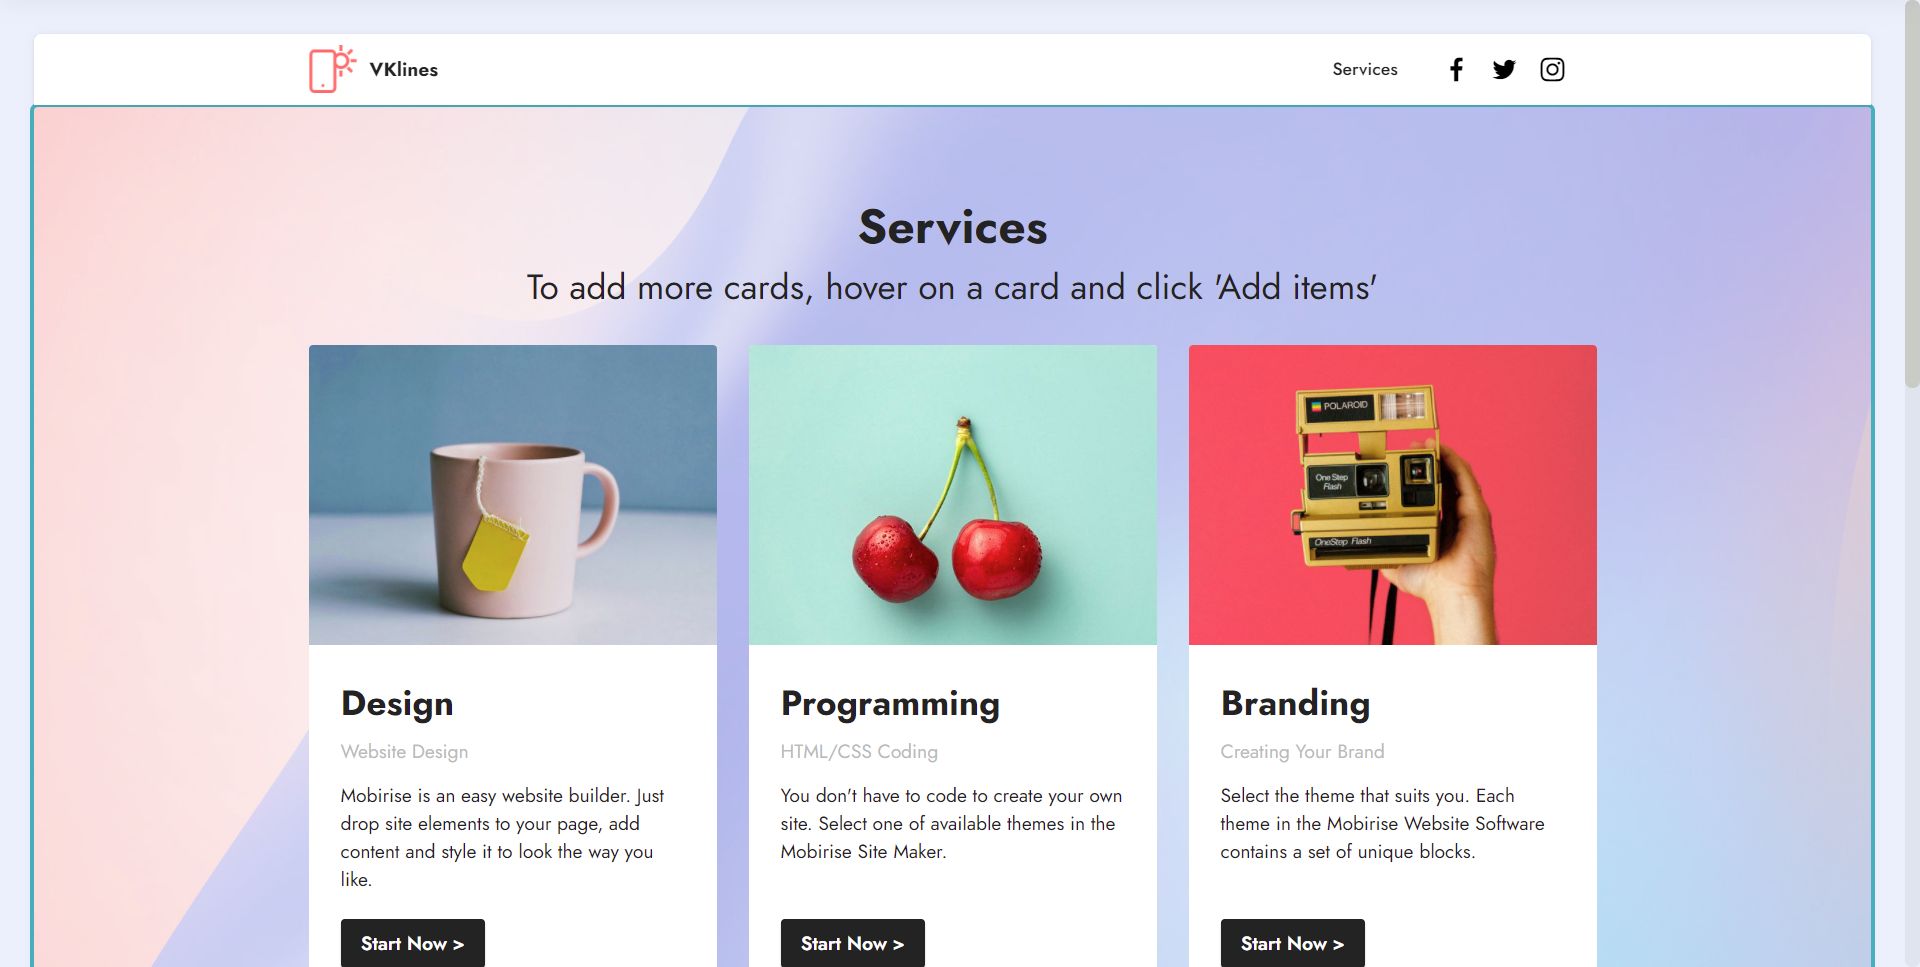 VKlines
Services
Services
To add more cards, hover on a card and click 'Add items'
POLAROID
One Step
Flash
OneStep Flash
Design
Website Design
Mobirise is an easy website builder. Just
drop site elements to your page, add
content and style it to look the way you
like.
Start Now >
Programming
HTML/CSS Coding
You don't have to code to create your own
site. Select one of available themes in the
Mobirise Site Maker.
Start Now >
Branding
Creating Your Brand
Select the theme that suits you. Each
theme in the Mobirise Website Software
contains a set of unique blocks.
Start Now >